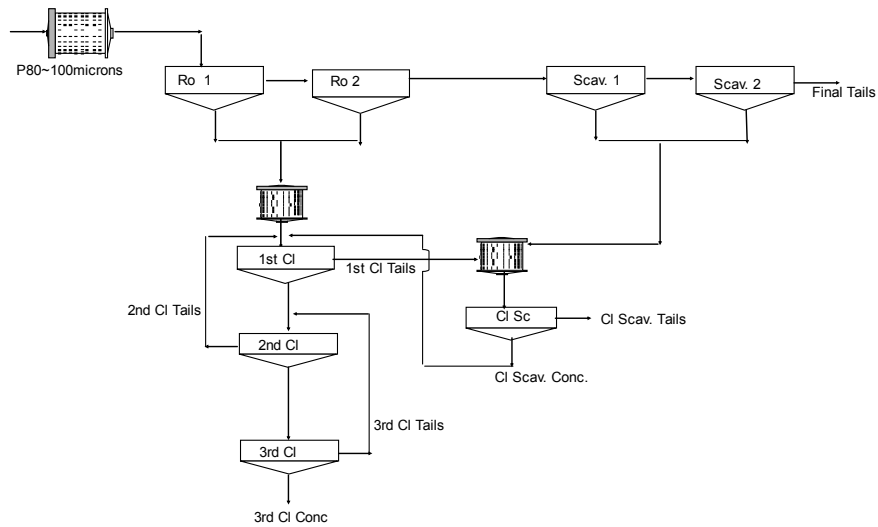 P80~100microns
Ro 1
Ro 2
Scav. 1
Scav. 2
Final Tails
1st Cl
1st Cl Tails
2nd Cl Tails
Cl Sc
Cl Scav. Tails
2nd Cl
Cl Scav. Conc.
3rd Cl Tails
3rd Cl
3rd Cl Conc